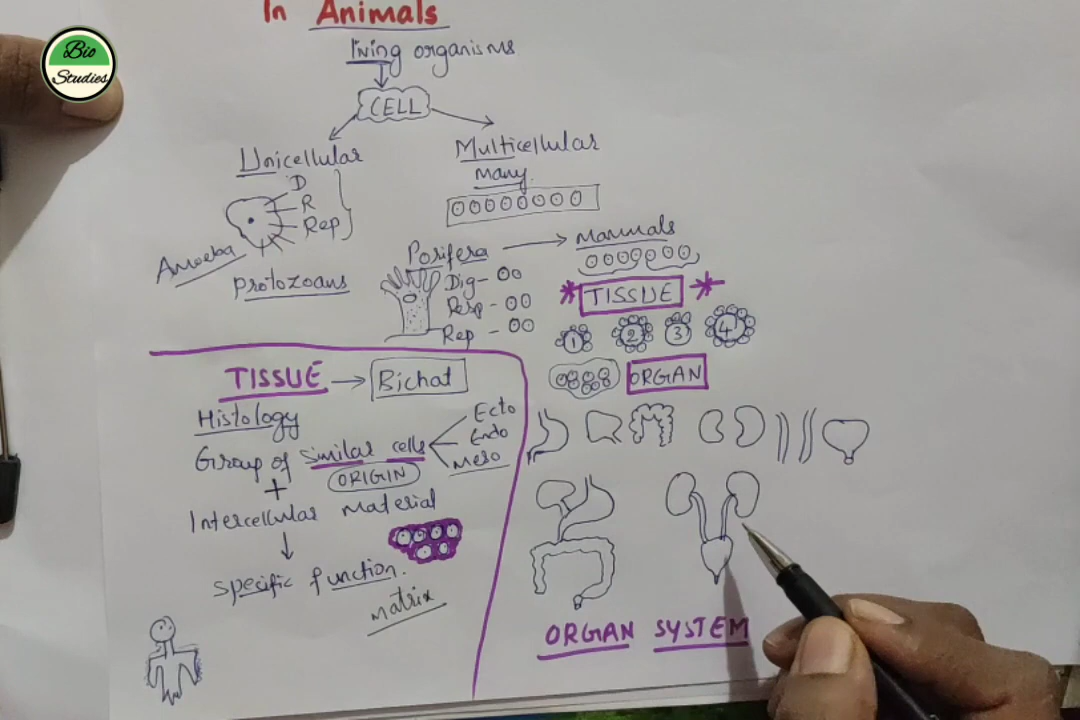 In Animals
Bio
Studies
living organisms
CELL
Unicellular
Multicellular
many.
D
R
Rep
Amoeba
Protozoans
Porifera
Mammals
Dig-
Resp -
Rep -
* TISSUE *
1 2 3 4
ORGAN
TISSUE → Bichat
Histology
Group of similar cells
Ecto
Endo
Meso
ORIGIN
+
Intercellular material
specific function.
matrix
ORGAN SYSTEM